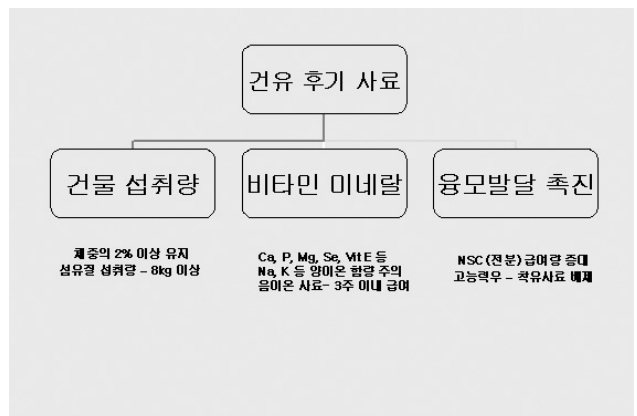 건유 후기 사료
건물 섭취량
비타민 미네랄
융모발달 촉진
체중의 2% 이상 유지
섬유질 섭취량 – 8kg 이상
Ca, P, Mg, Se, Vit E 등
Na, K 등 양이온 함량 주의
음이온 사료– 3주 이내 급여
NSC (전분) 급여량 증대
고능력우 – 착유사료 배제